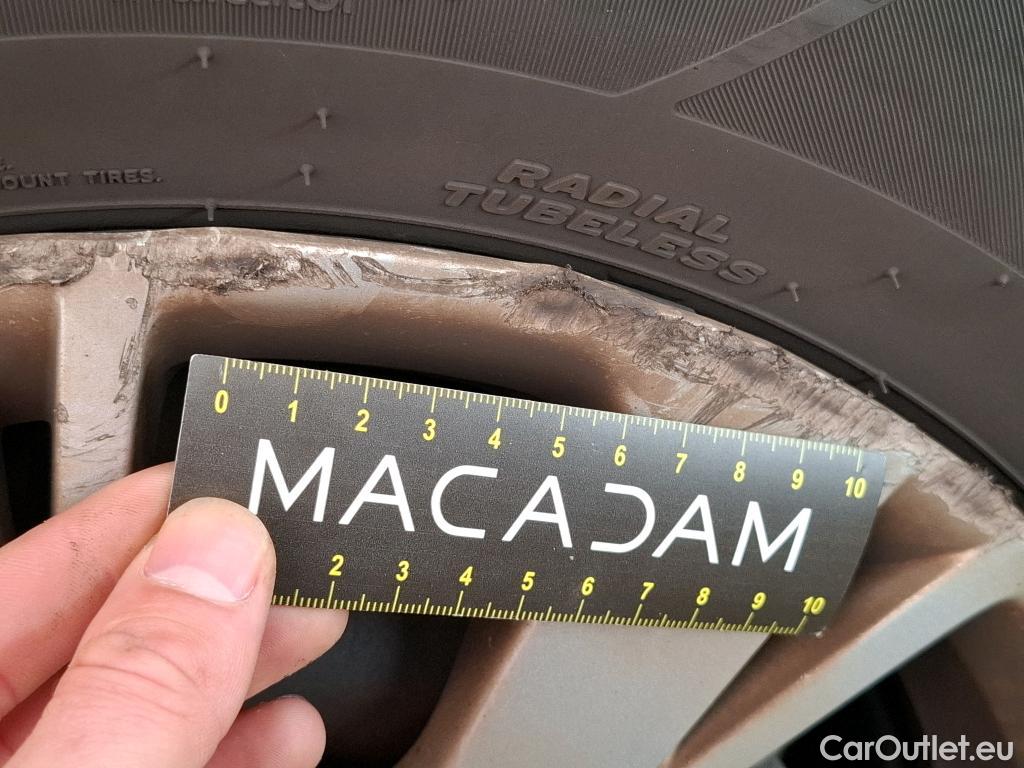 OUNT TIRES.
RADIAL
TUBELESS
0 1 2 3 4 5 6 7 8 9 10
MACADAM
2 3 4 5 6 7 8 9 10
CarOutlet.eu